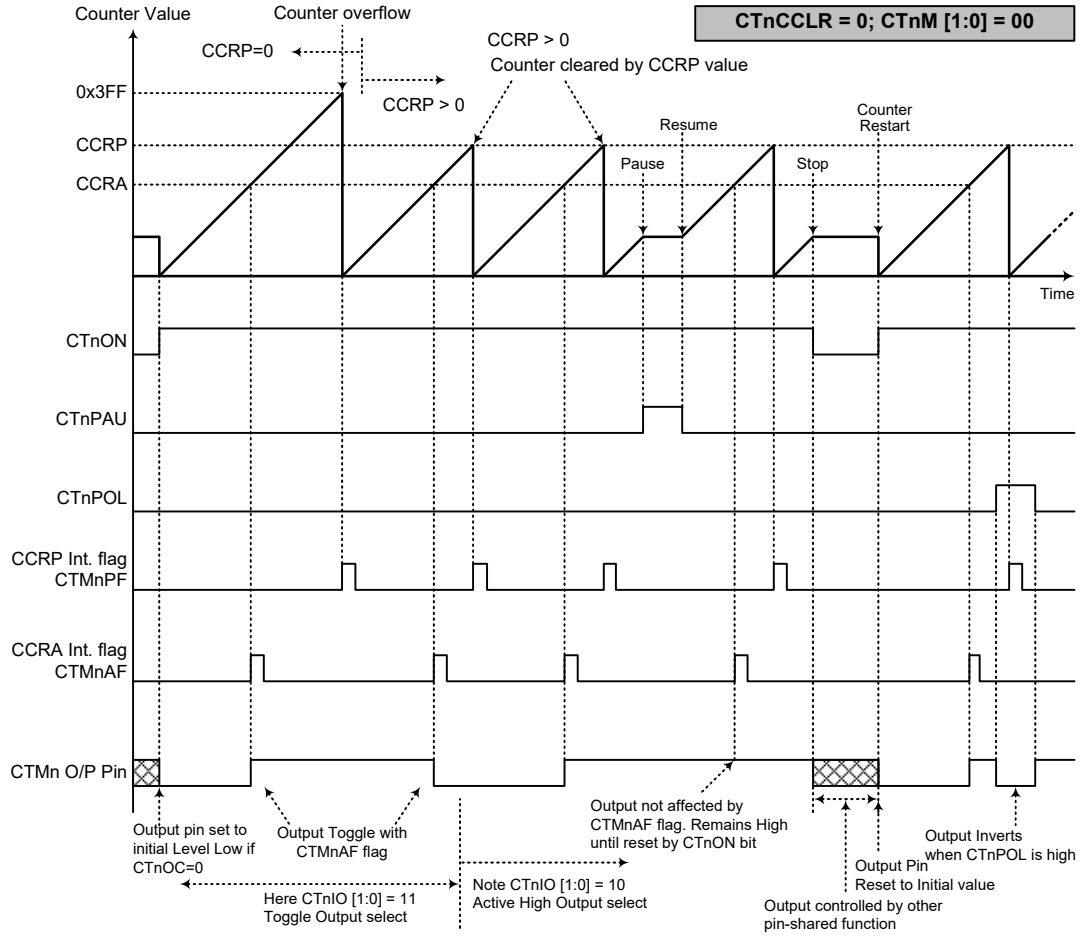 Counter Value
Counter overflow
CTnCCLR = 0; CTnM [1:0] = 00
CCRP=0
CCRP > 0
CCRP > 0
Counter cleared by CCRP value
0x3FF
CCRP
CCRA
Pause
Resume
Stop
Counter
Restart
Time
CTnON
CTnPAU
CTnPOL
CCRP Int. flag
CTMnPF
CCRA Int. flag
CTMnAF
CTMn O/P Pin
Output pin set to
initial Level Low if
CTnOC=0
Output Toggle with
CTMnAF flag
Here CTnIO [1:0] = 11
Toggle Output select
Note CTnIO [1:0] = 10
Active High Output select
Output not affected by
CTMnAF flag. Remains High
until reset by CTnON bit
Output Pin
Reset to Initial value
Output controlled by other
pin-shared function
Output Inverts
when CTnPOL is high